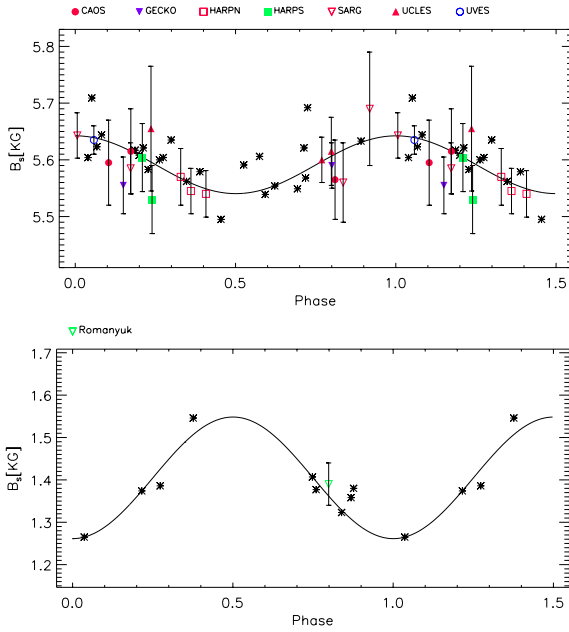 CAOS GECKO HARPN HARPS SARG UCLES UVES
5.8
5.7
5.6
5.5
Bs[KG]
0.0 0.5 1.0 1.5
Phase
Romanyuk
1.7
1.6
1.5
1.4
1.3
1.2
Bs[KG]
0.0 0.5 1.0 1.5
Phase